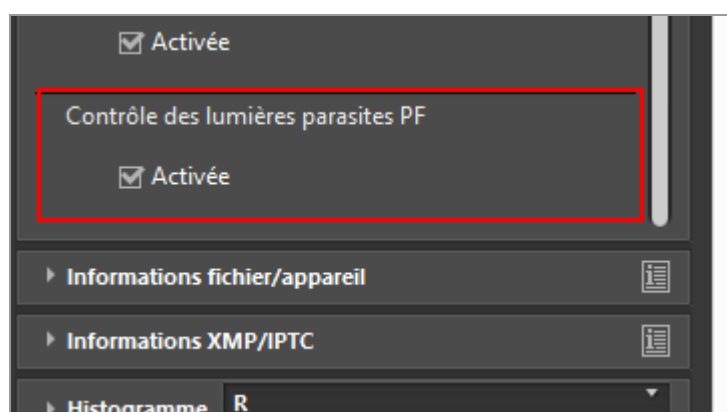 Activée
Contrôle des lumières parasites PF
Activée
Informations fichier/appareil
Informations XMP/IPTC
Histogramme R